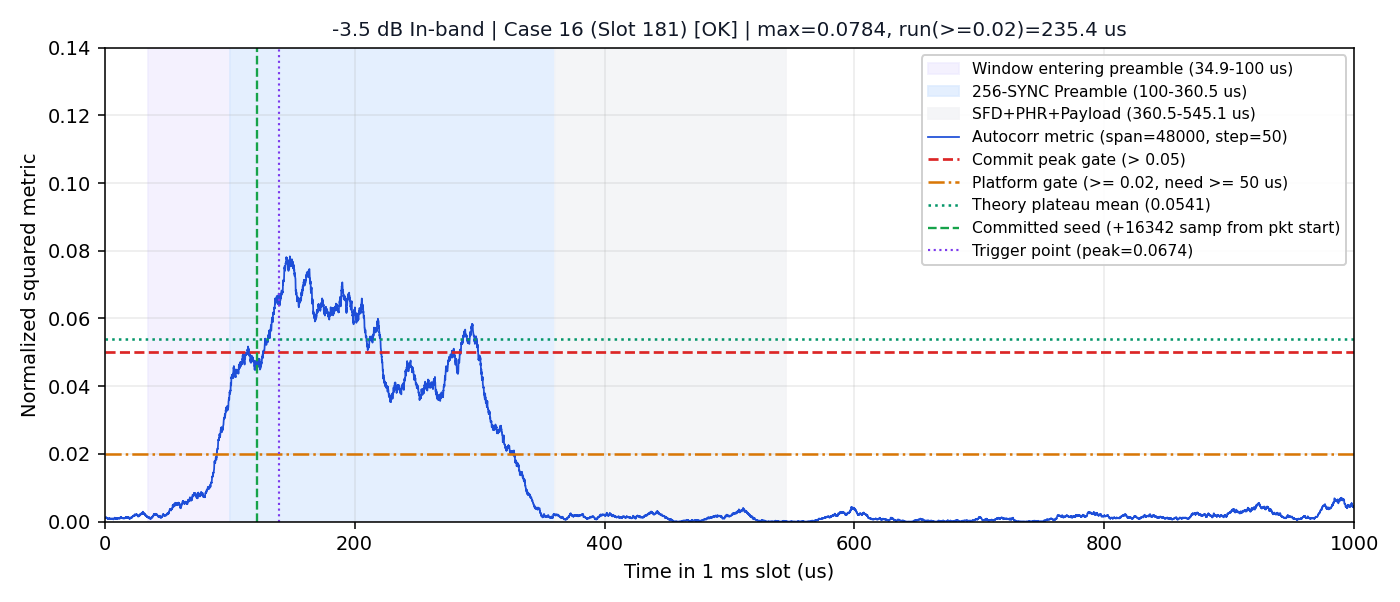 -3.5 dB In-band | Case 16 (Slot 181) [OK] | max=0.0784, run(>=0.02)=235.4 us
Normalized squared metric
0.14
0.12
0.10
0.08
0.06
0.04
0.02
0.00
Window entering preamble (34.9-100 us)
256-SYNC Preamble (100-360.5 us)
SFD+PHR+Payload (360.5-545.1 us)
Autocorr metric (span=48000, step=50)
Commit peak gate (> 0.05)
Platform gate (>= 0.02, need >= 50 us)
Theory plateau mean (0.0541)
Committed seed (+16342 samp from pkt start)
Trigger point (peak=0.0674)
0 200 400 600 800 1000
Time in 1 ms slot (us)